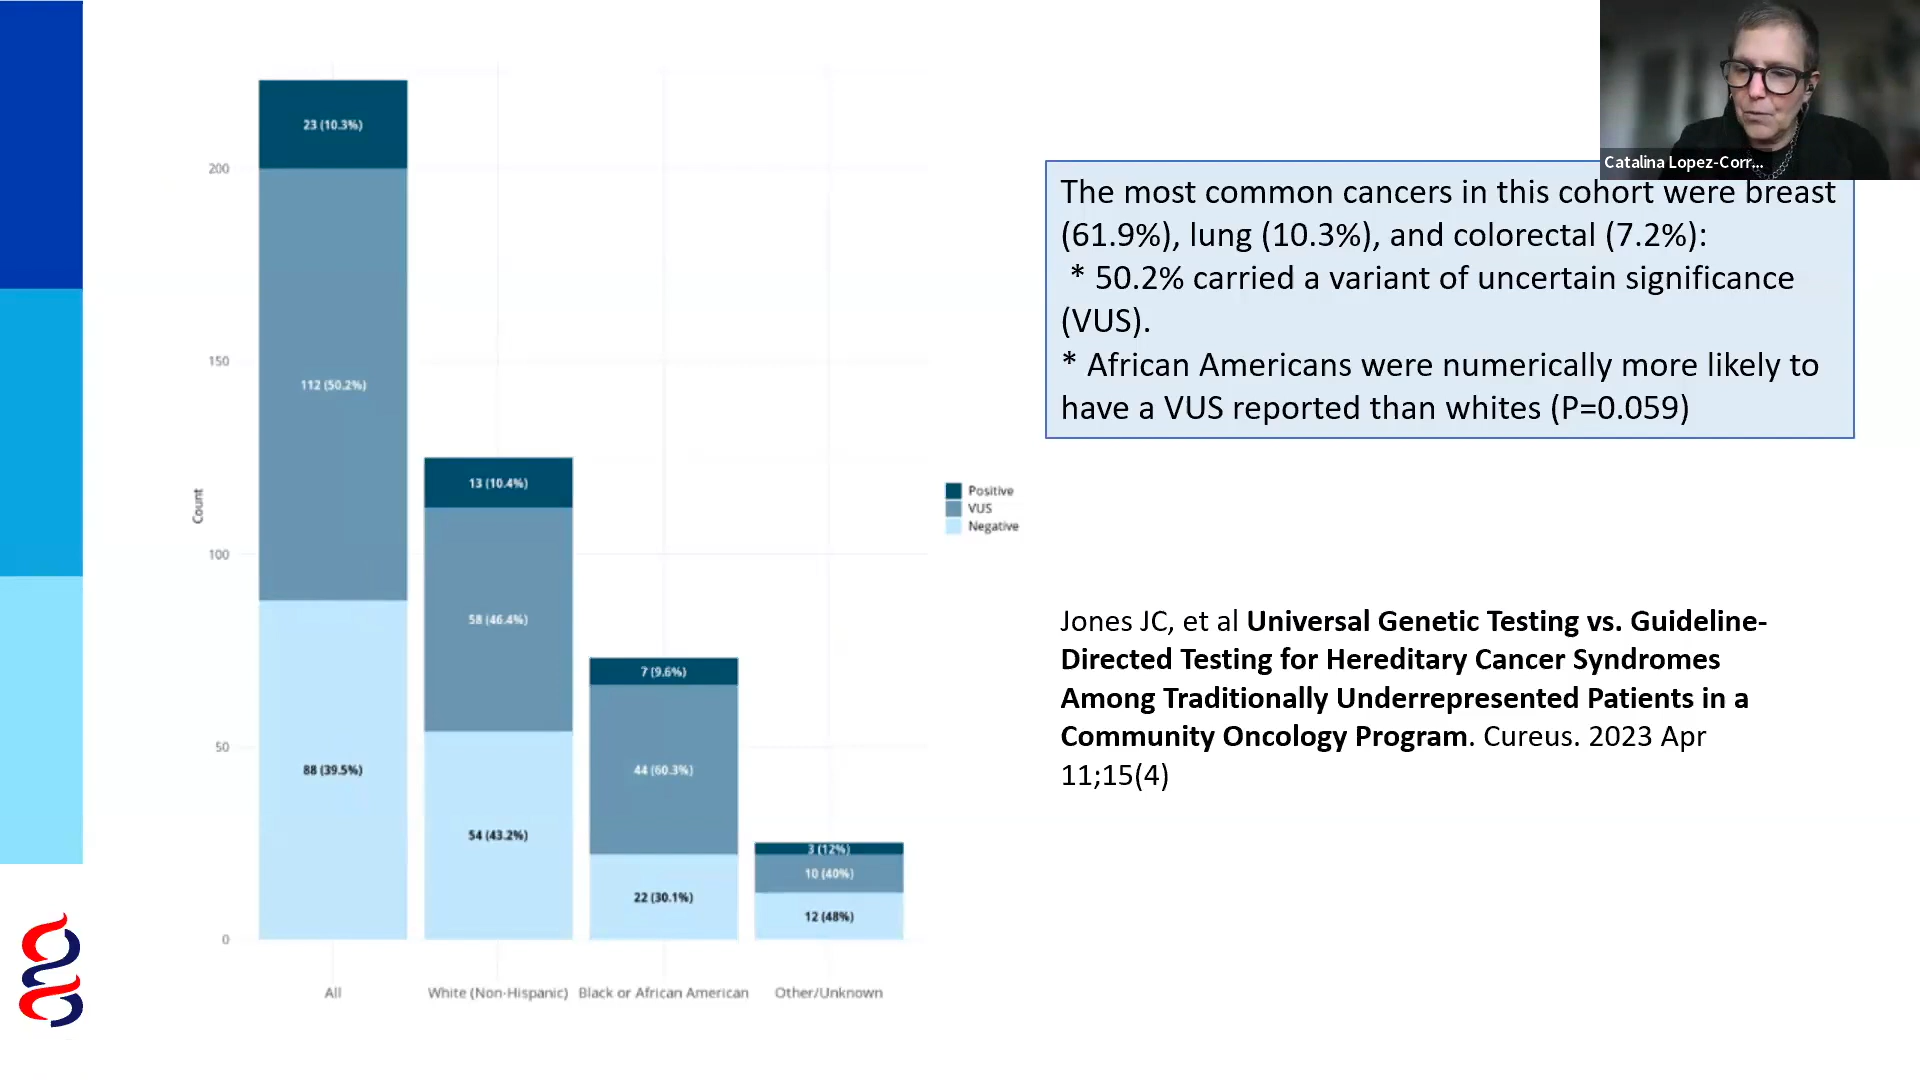 23 (10.3%)
200
Catalina Lopez-Corr...
The most common cancers in this cohort were breast
(61.9%), lung (10.3%), and colorectal (7.2%):
* 50.2% carried a variant of uncertain significance
(VUS).
* African Americans were numerically more likely to
have a VUS reported than whites (P=0.059)
150
112 (50.2%)
13 (10.4%)
Count
Positive
VUS
Negative
100
58 (46.4%)
7 (9.6%)
50
88 (39.5%)
44 (60.3%)
54 (43.2%)
3 (12%)
10 (40%)
22 (30.1%)
12 (48%)
0
All
White (Non-Hispanic)
Black or African American
Other/Unknown
Jones JC, et al Universal Genetic Testing vs. Guideline-
Directed Testing for Hereditary Cancer Syndromes
Among Traditionally Underrepresented Patients in a
Community Oncology Program. Cureus. 2023 Apr
11;15(4)